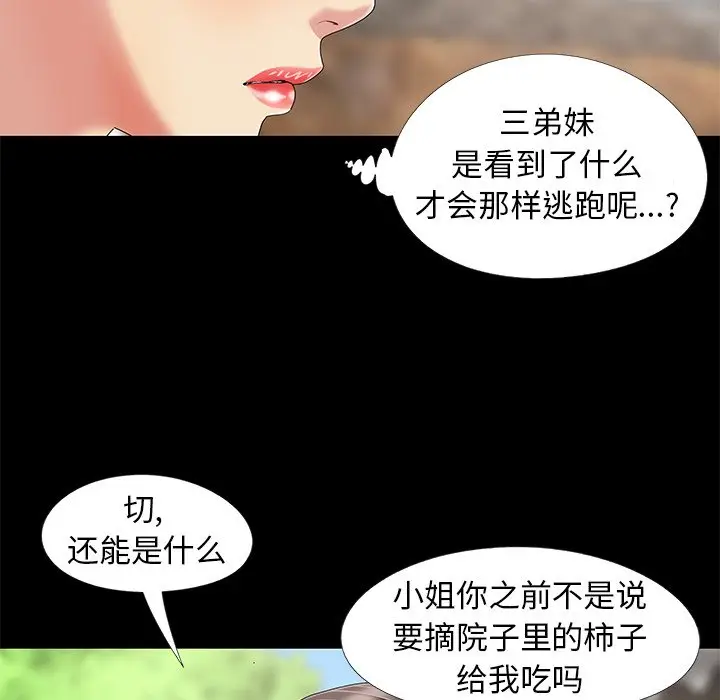 三弟妹
是看到了什么
才会那样逃跑呢...?
切,
还能是什么
小姐你之前不是说
要摘院子里的柿子
给我吃吗